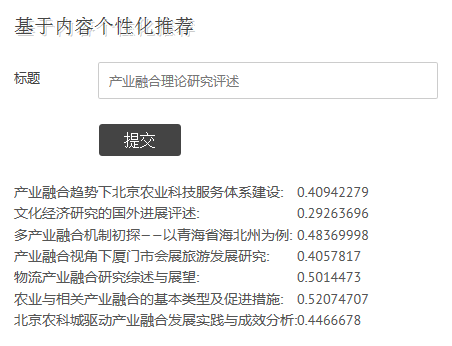 基于内容个性化推荐
标题
产业融合理论研究评述
提交
产业融合趋势下北京农业科技服务体系建设: 0.40942279
文化经济研究的国外进展评述: 0.29263696
多产业融合机制初探——以青海省海北州为例: 0.48369998
产业融合视角下厦门市会展旅游发展研究: 0.4057817
物流产业融合研究综述与展望: 0.5014473
农业与相关产业融合的基本类型及促进措施: 0.52074707
北京农科城驱动产业融合发展实践与成效分析:0.4466678